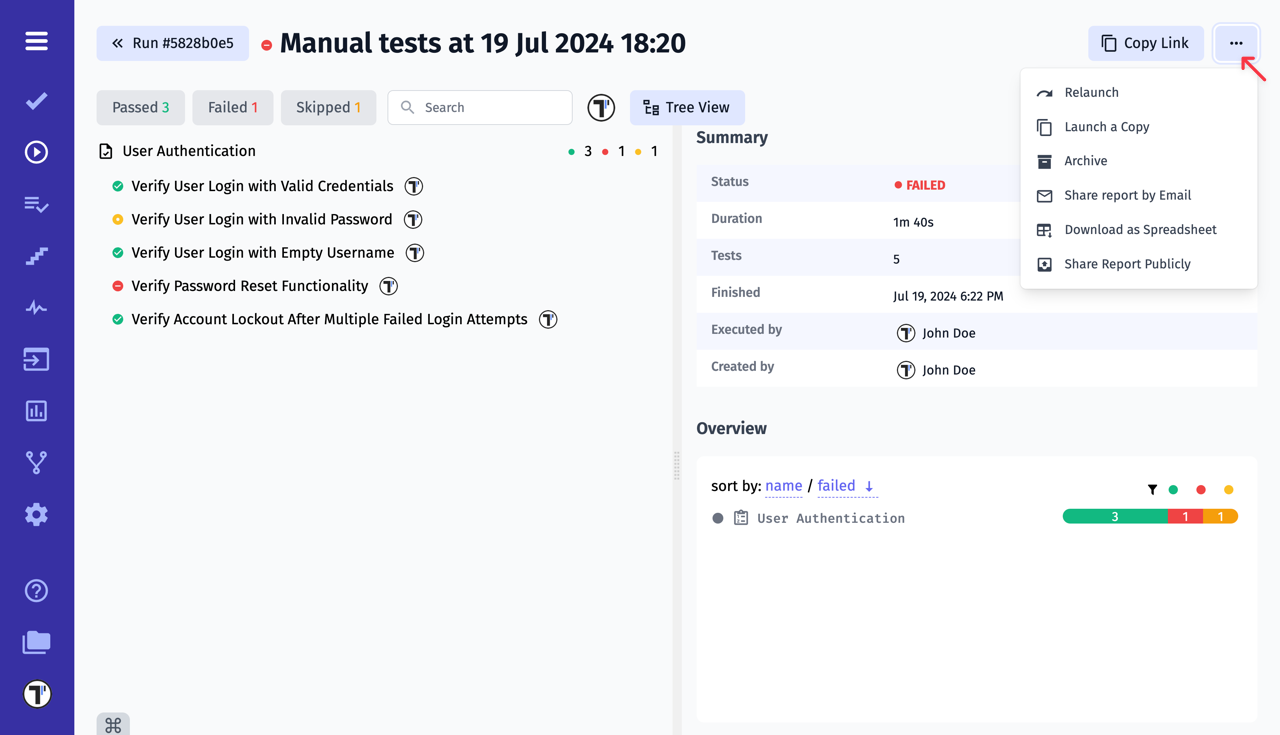 Run #5828b0e5
Manual tests at 19 Jul 2024 18:20
Copy Link
Relaunch
Launch a Copy
Archive
Share report by Email
Download as Spreadsheet
Share Report Publicly
Passed 3
Failed 1
Skipped 1
Search
Tree View
User Authentication
3 1 1
Verify User Login with Valid Credentials
Verify User Login with Invalid Password
Verify User Login with Empty Username
Verify Password Reset Functionality
Verify Account Lockout After Multiple Failed Login Attempts
Summary
Status FAILED
Duration 1m 40s
Tests 5
Finished Jul 19, 2024 6:22 PM
Executed by John Doe
Created by John Doe
Overview
sort by: name / failed ↓
User Authentication 3 1 1